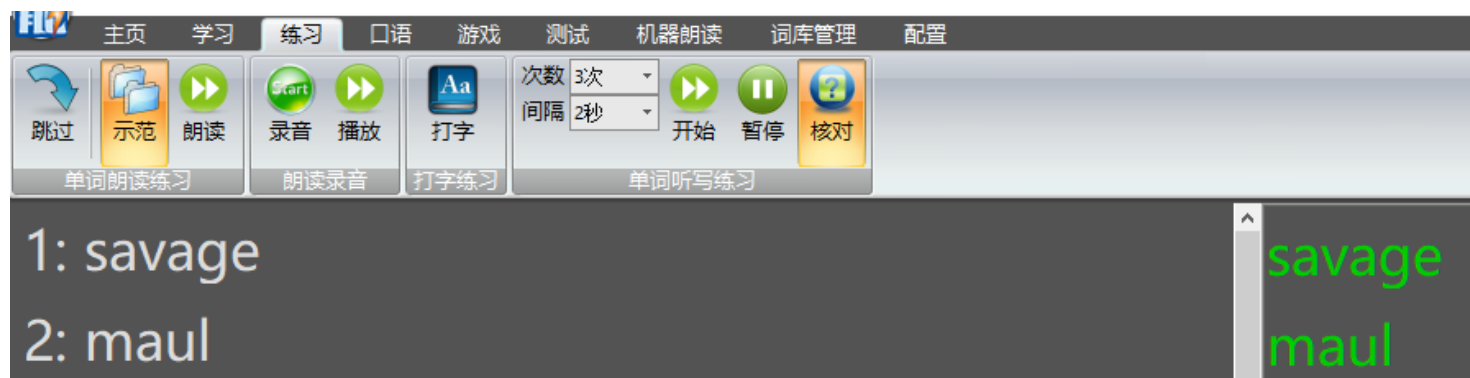 主页 学习 练习 口语 游戏 测试 机器朗读 词库管理 配置
次数 3次
间隔 2秒
Start Aa
跳过 示范 朗读 录音 播放 打字 开始 暂停 核对
单词朗读练习 朗读录音 打字练习 单词听写练习
1: savage savage
2: maul maul